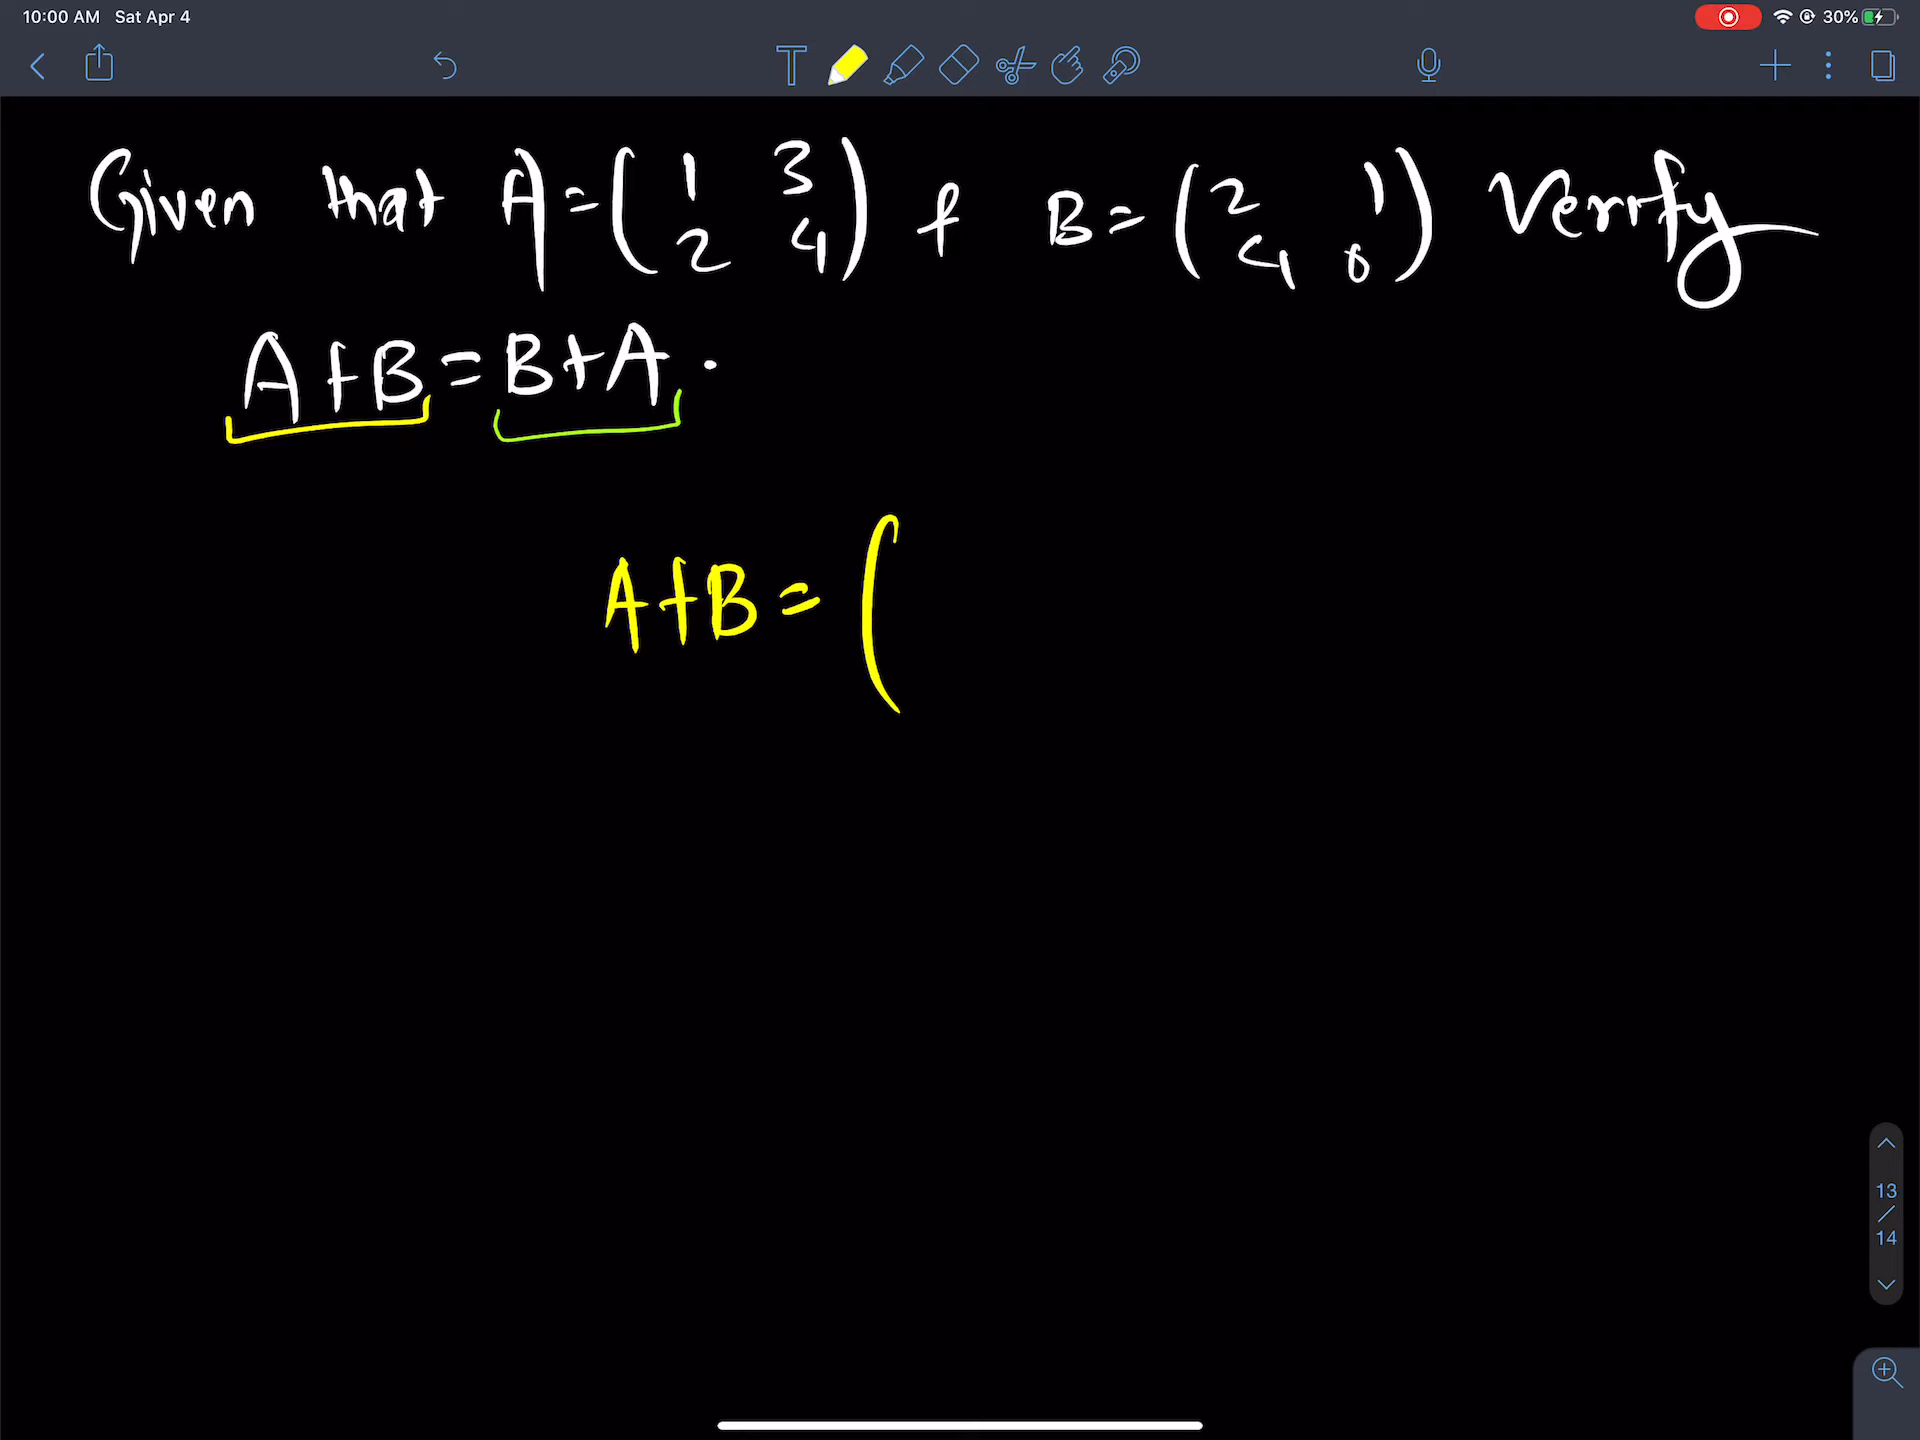 10:00 AM Sat Apr 4 30%
T
Given that A = ( 1 3 ) & B = ( 2 1 ) Verify
2 4 4 0
A+B = B+A .
A+B = (
13
/
14